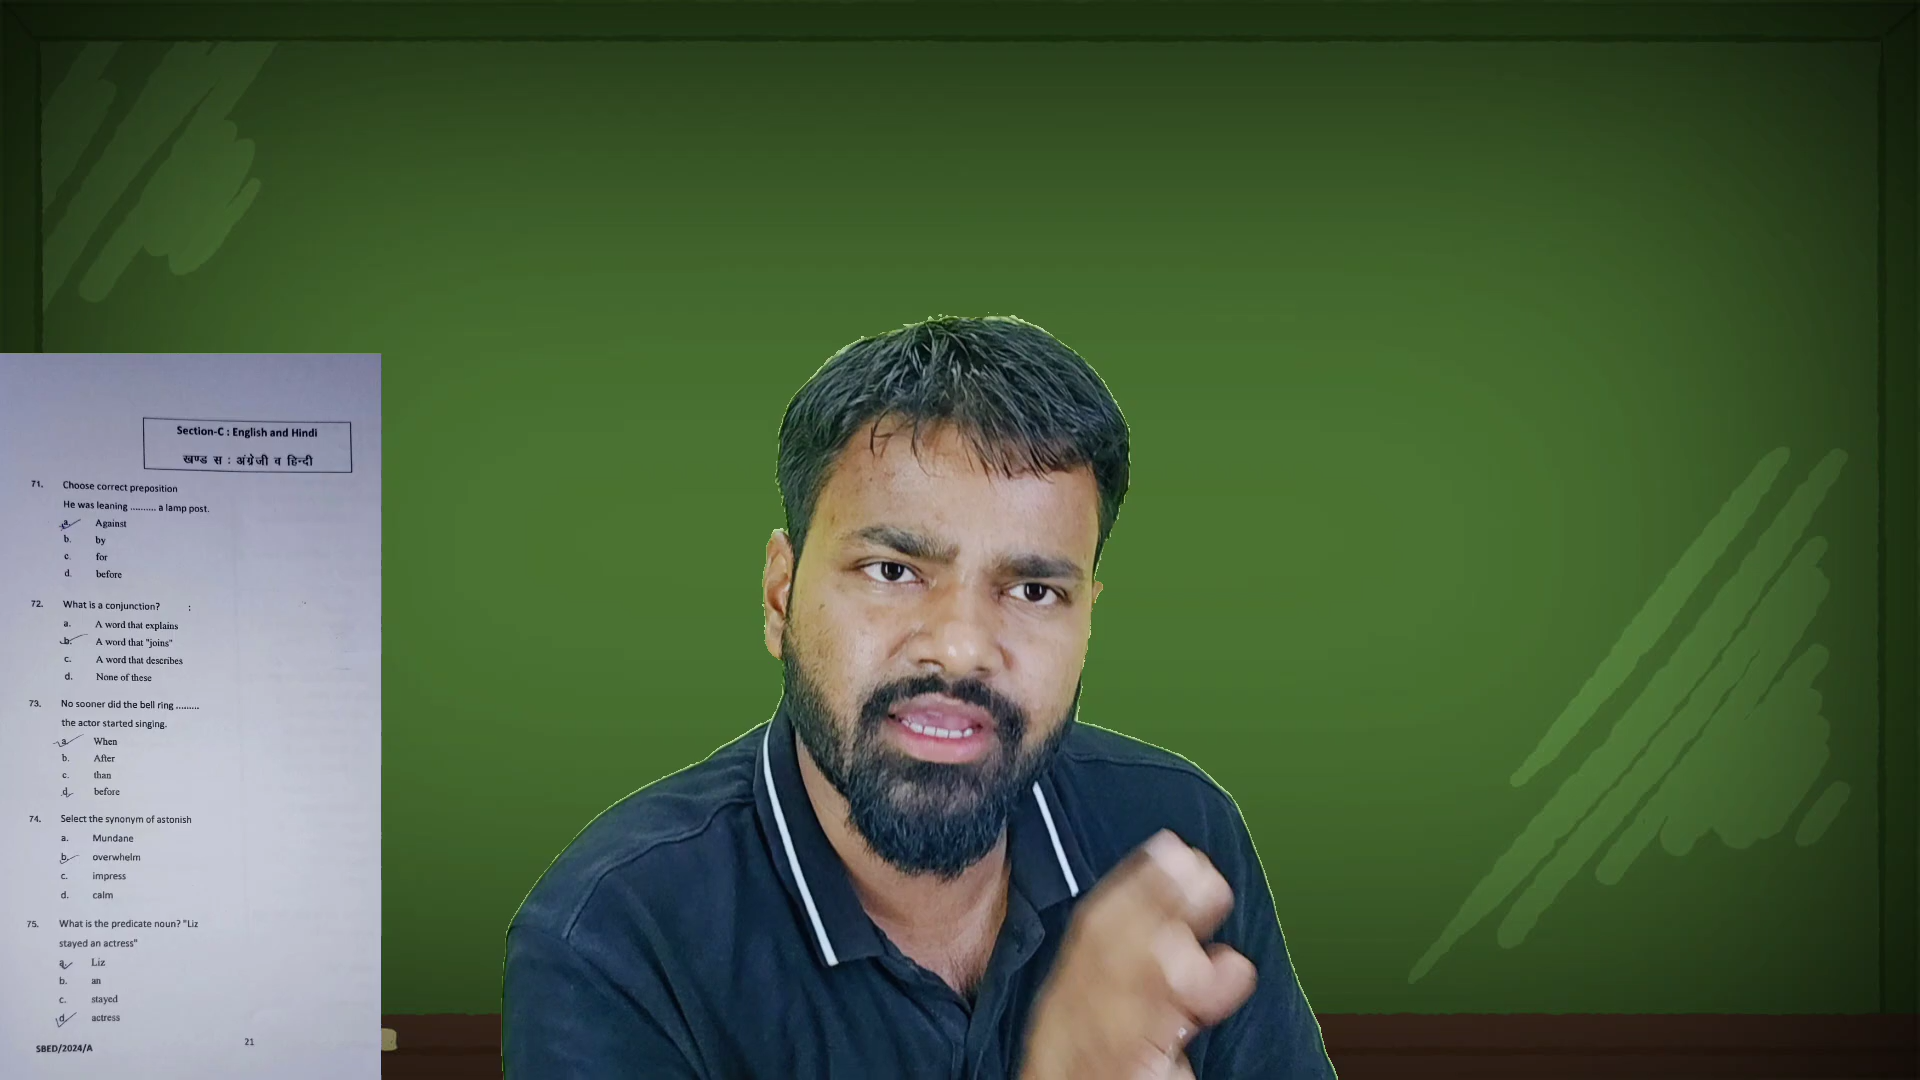 Section-C : English and Hindi
खण्ड स : अंग्रेजी व हिन्दी
71. Choose correct preposition
He was leaning .......... a lamp post.
a. Against
b. by
c. for
d. before
72. What is a conjunction? :
a. A word that explains
b. A word that "joins"
c. A word that describes
d. None of these
73. No sooner did the bell ring .........
the actor started singing.
a. When
b. After
c. than
d. before
74. Select the synonym of astonish
a. Mundane
b. overwhelm
c. impress
d. calm
75. What is the predicate noun? "Liz
stayed an actress"
a. Liz
b. an
c. stayed
d. actress
SBED/2024/A 21